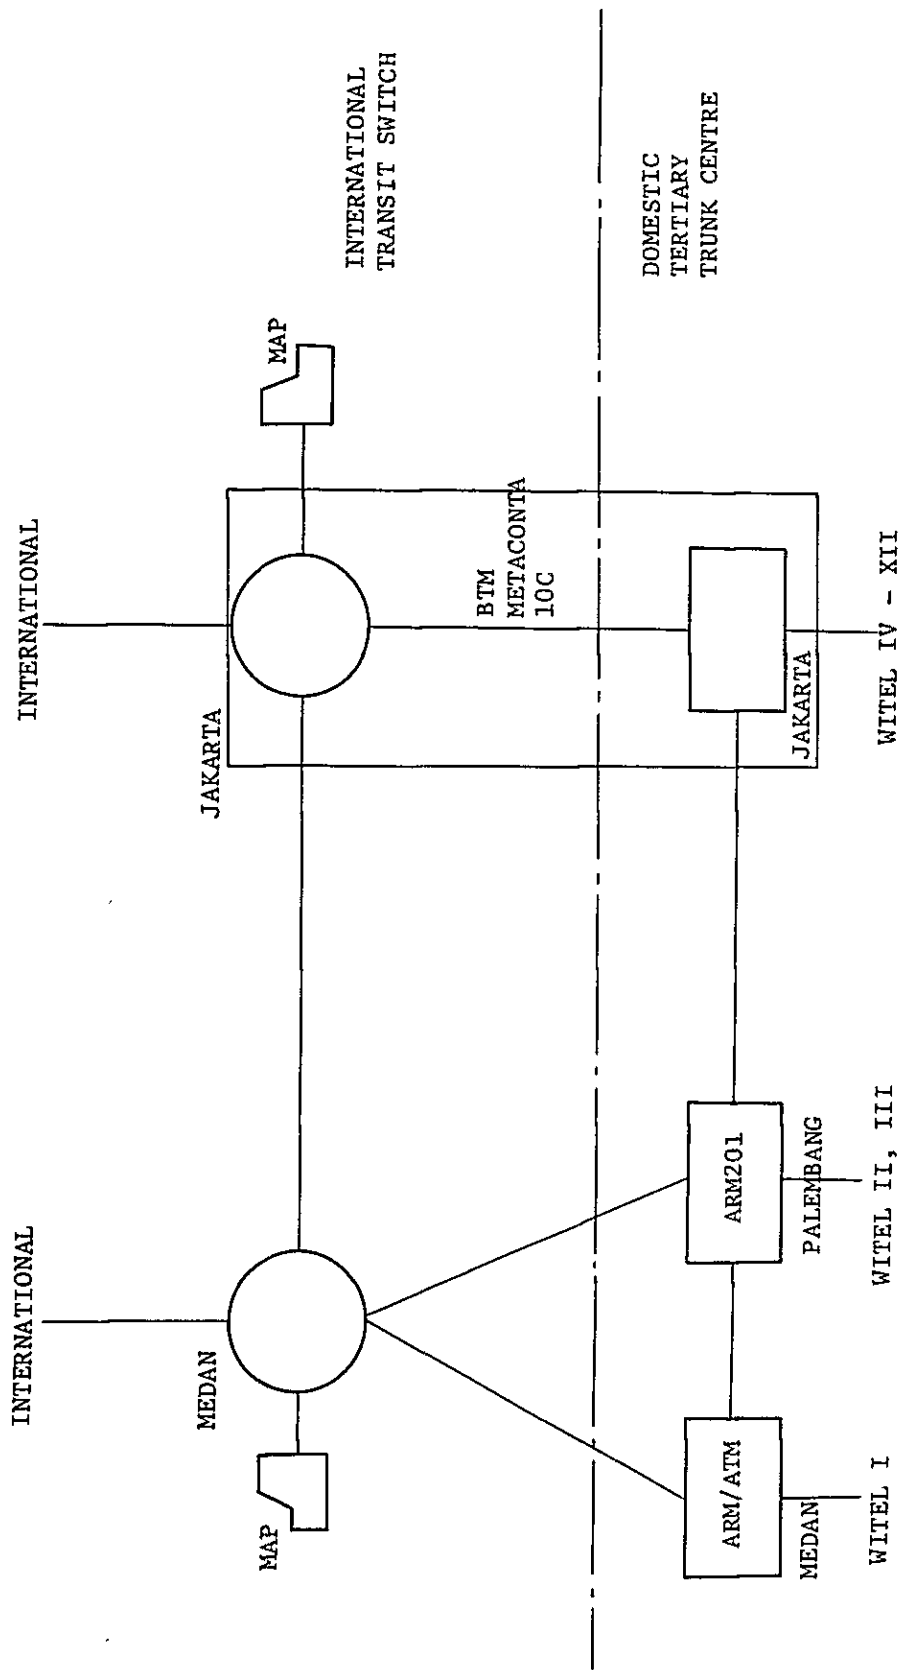 INTERNATIONAL
INTERNATIONAL
MEDAN
JAKARTA
MAP
MAP
INTERNATIONAL
TRANSIT SWITCH
BTM
METACONTA
10C
DOMESTIC
TERTIARY
TRUNK CENTRE
ARM/ATM
ARM201
MEDAN
PALEMBANG
JAKARTA
WITEL I
WITEL II, III
WITEL IV - XII